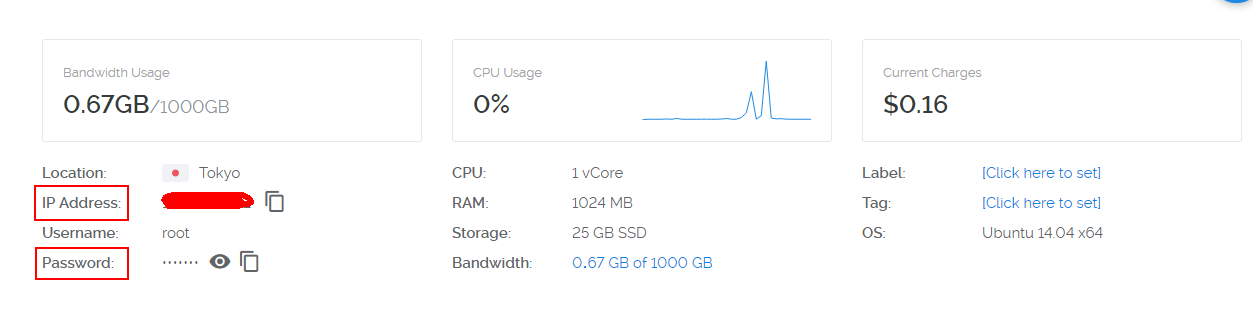 Bandwidth Usage
0.67GB/1000GB
CPU Usage
0%
Current Charges
$0.16
Location: Tokyo
IP Address:
Username: root
Password: ·······
CPU: 1 vCore
RAM: 1024 MB
Storage: 25 GB SSD
Bandwidth: 0.67 GB of 1000 GB
Label: [Click here to set]
Tag: [Click here to set]
OS: Ubuntu 14.04 x64